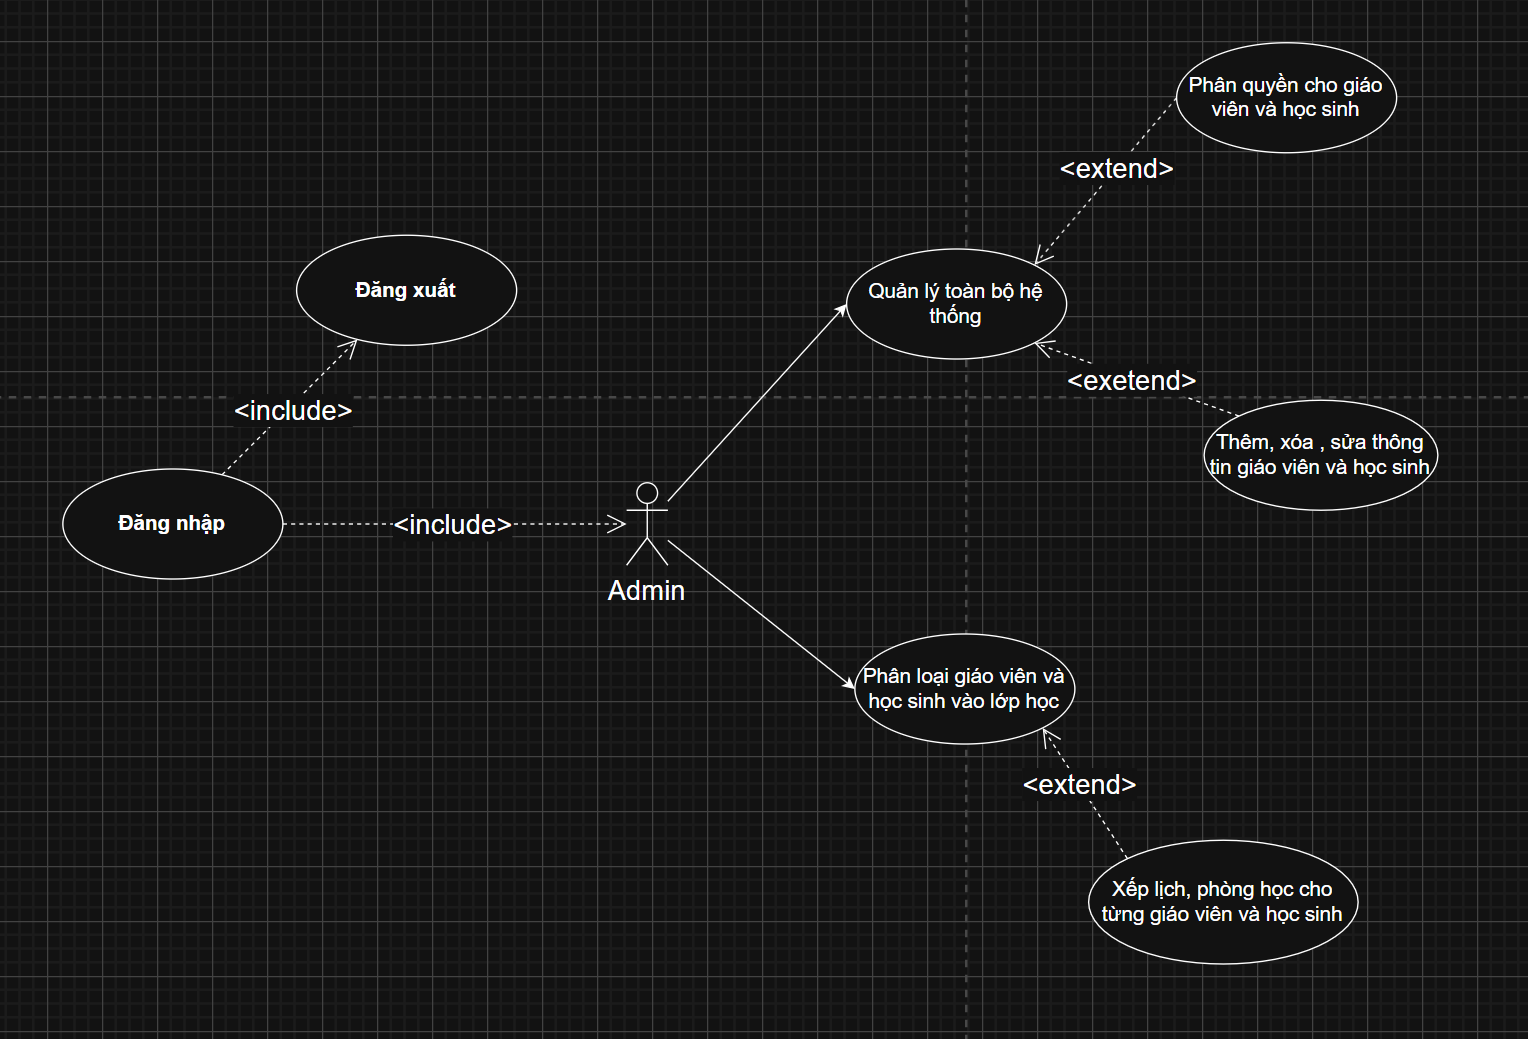 Phân quyền cho giáo
viên và học sinh
<extend>
Đăng xuất
Quản lý toàn bộ hệ
thống
<exetend>
<include>
Thêm, xóa , sửa thông
tin giáo viên và học sinh
Đăng nhập
<include>
Admin
Phân loại giáo viên và
học sinh vào lớp học
<extend>
Xếp lịch, phòng học cho
từng giáo viên và học sinh